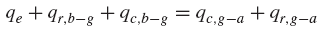 q_e + q_{r,b−g} + q_{c,b−g} = q_{c,g−a} + q_{r,g−a}